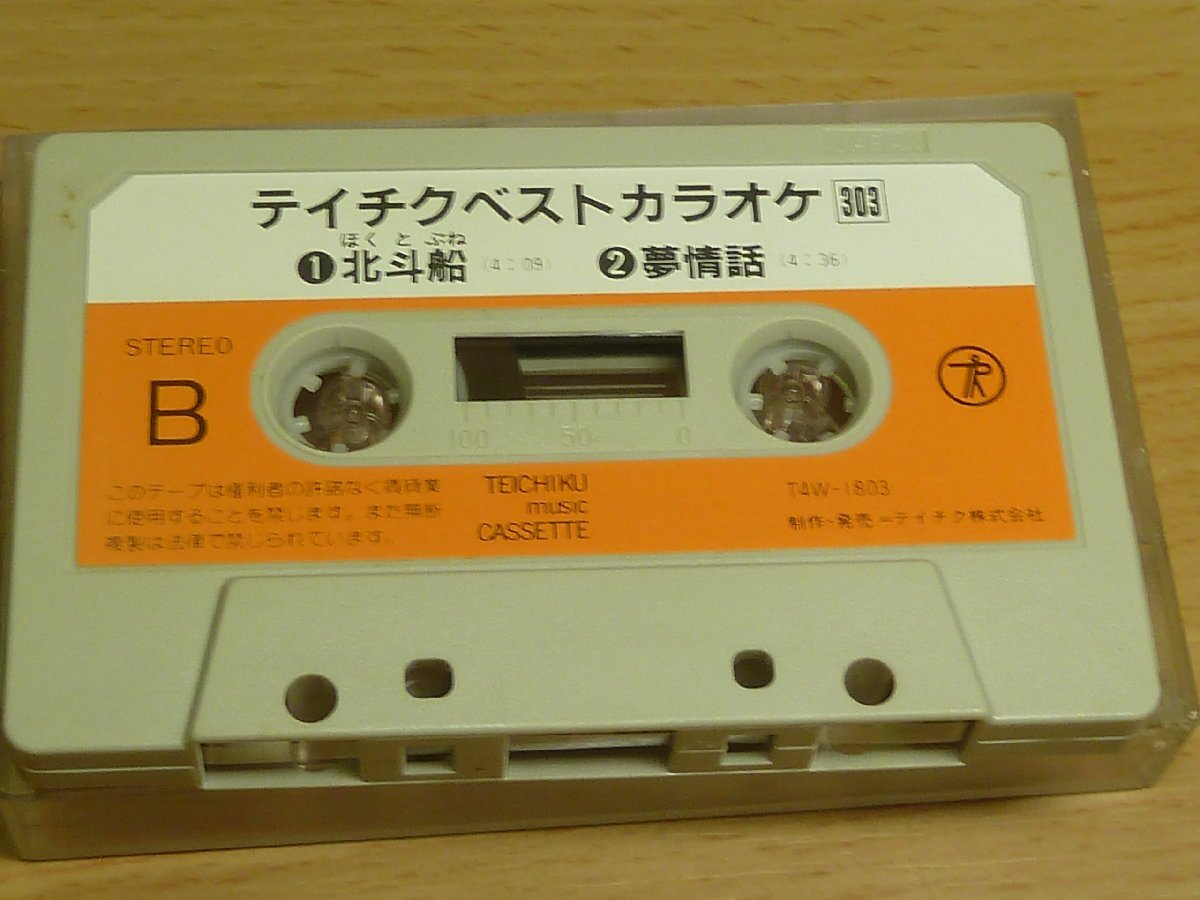 JAPAN
テイチクベストカラオケ 303
ほくとぶね
❶北斗船 (4:09) ❷夢情話 (4:36)
STEREO
B
100 50 0
このテープは権利者の許諾なく賃貸業
に使用することを禁じます。また無断
複製は法律で禁じられています。
TEICHIKU
music
CASSETTE
T4W-1803
制作・発売=テイチク株式会社